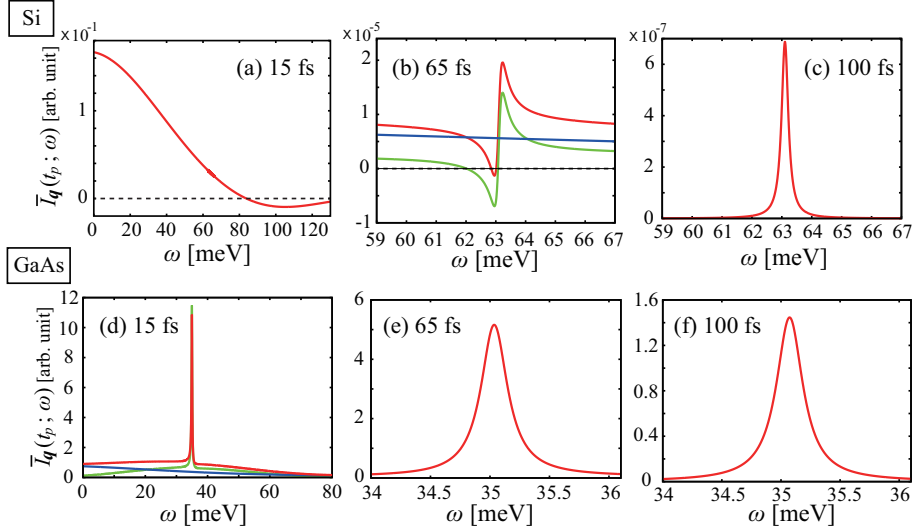 Si
×10⁻¹
(a) 15 fs
1
0
0 20 40 60 80 100 120
ω [meV]
Ī_q(t_p ; ω) [arb. unit]
×10⁻⁵
(b) 65 fs
2
1
0
-1
59 60 61 62 63 64 65 66 67
ω [meV]
×10⁻⁷
(c) 100 fs
6
4
2
0
59 60 61 62 63 64 65 66 67
ω [meV]
GaAs
(d) 15 fs
12
10
8
6
4
2
0
0 20 40 60 80
ω [meV]
Ī_q(t_p ; ω) [arb. unit]
(e) 65 fs
6
4
2
0
34 34.5 35 35.5 36
ω [meV]
(f) 100 fs
1.6
1.2
0.8
0.4
0
34 34.5 35 35.5 36
ω [meV]